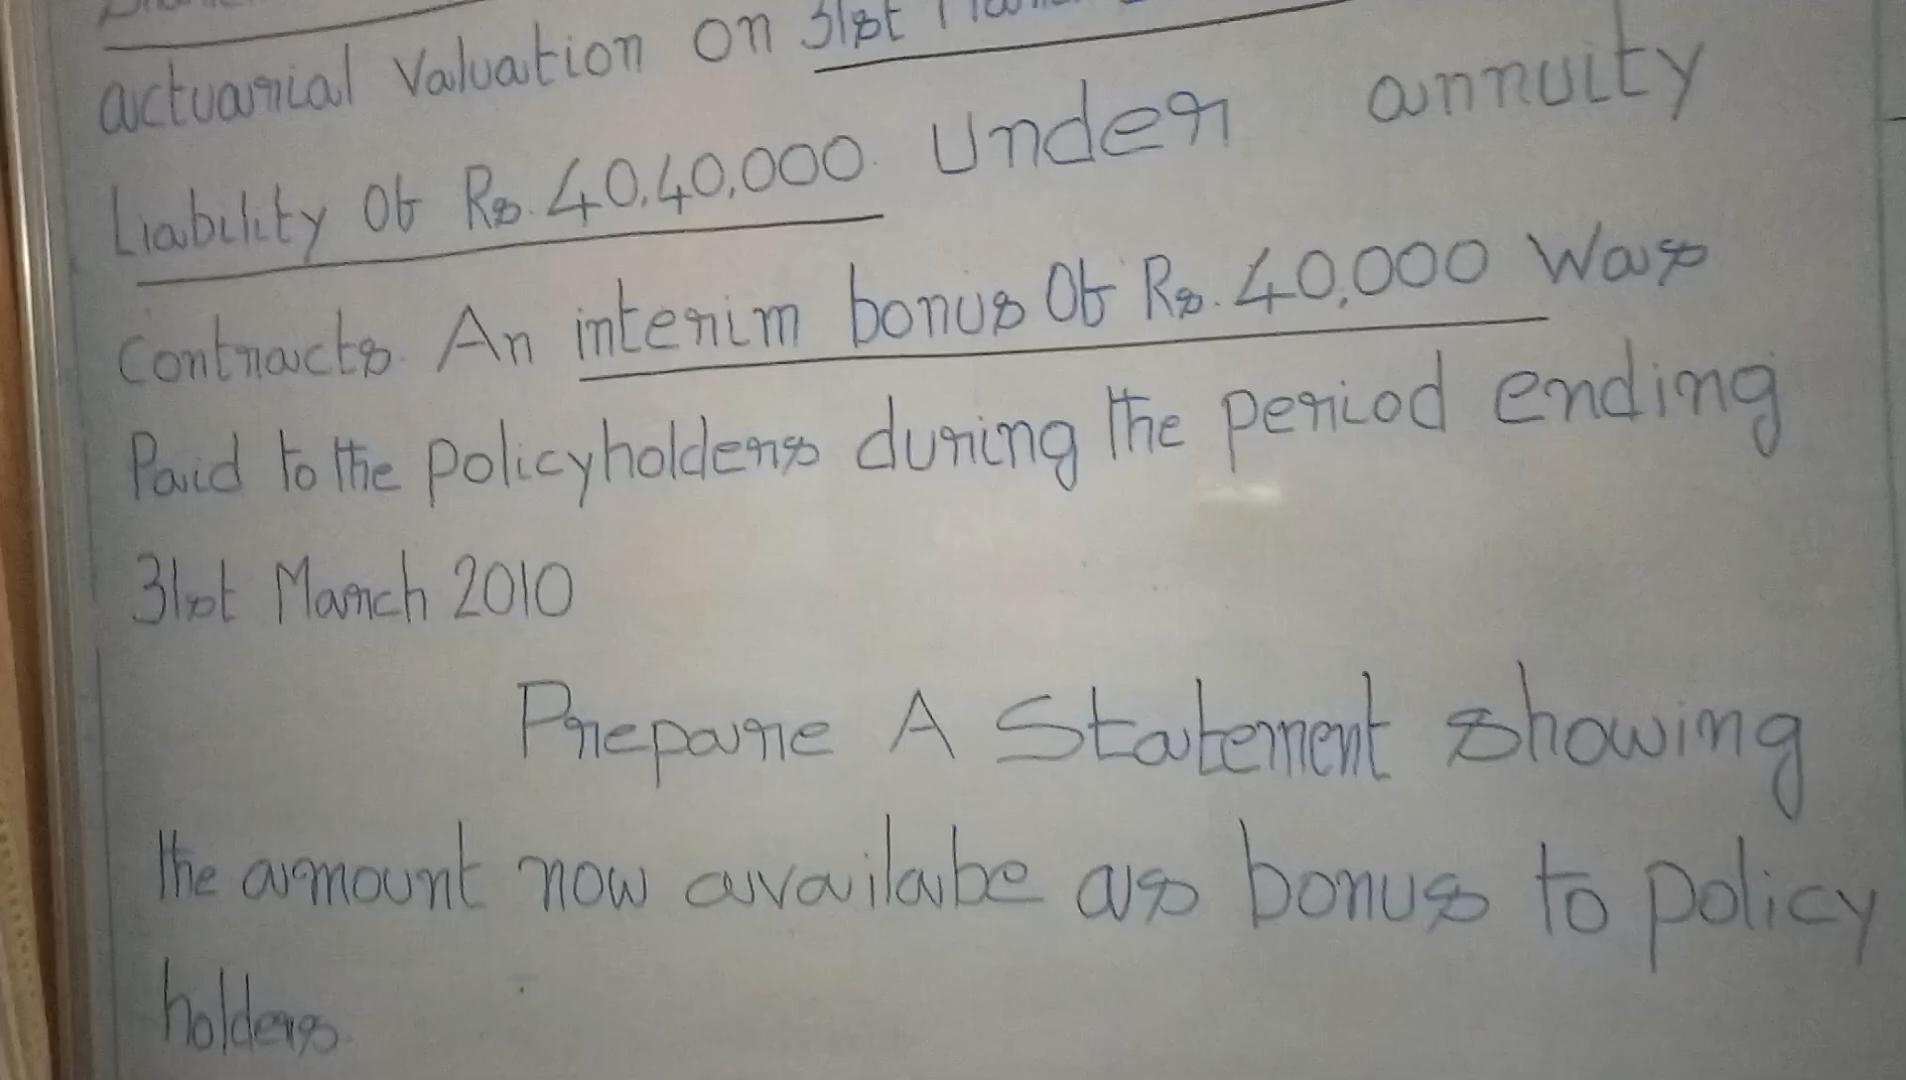 actuarial Valuation on 31st
Liability Of Rs. 40,40,000 Under annuity
Contracts. An interim bonus Of Rs. 40,000 Was
Paid to the policyholders during the period ending
31st March 2010
Prepare A Statement showing
the amount now availabe as bonus to policy
holders.